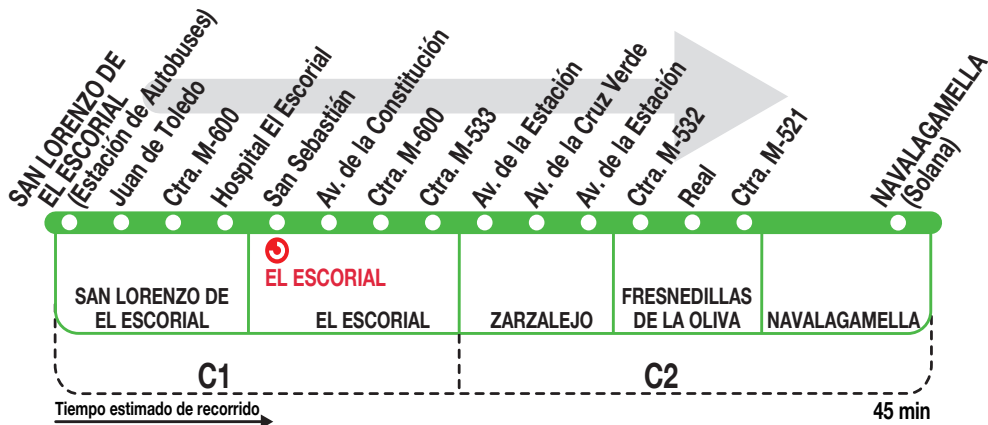 SAN LORENZO DE
EL ESCORIAL
(Estación de Autobuses)
Juan de Toledo
Ctra. M-600
Hospital El Escorial
San Sebastián
Av. de la Constitución
Ctra. M-600
Ctra. M-533
Av. de la Estación
Av. de la Cruz Verde
Av. de la Estación
Ctra. M-532
Real
Ctra. M-521
NAVALAGAMELLA
(Solana)
EL ESCORIAL
SAN LORENZO DE
EL ESCORIAL
EL ESCORIAL
ZARZALEJO
FRESNEDILLAS
DE LA OLIVA
NAVALAGAMELLA
C1
C2
Tiempo estimado de recorrido
45 min